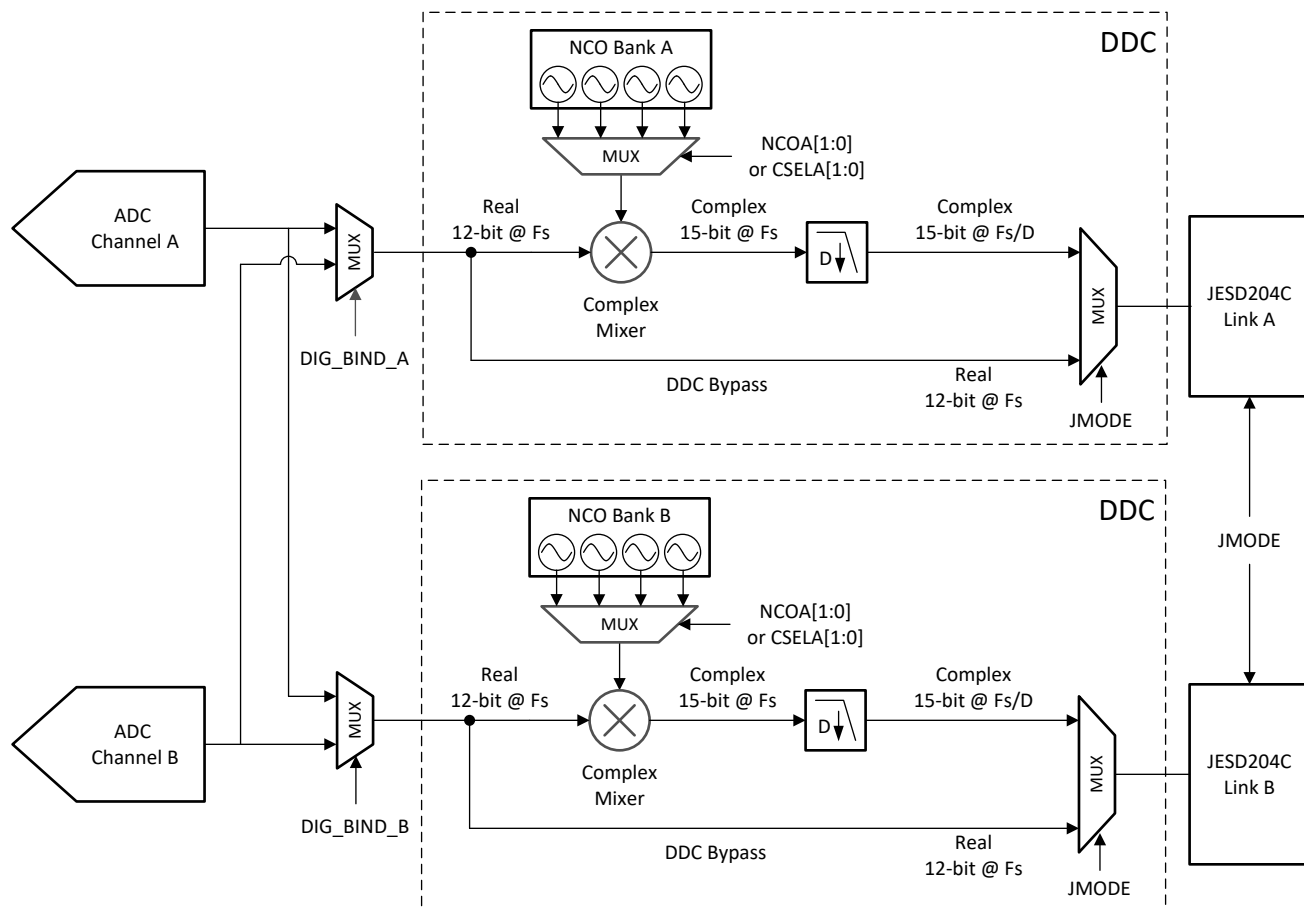 DDC
NCO Bank A
MUX
NCOA[1:0]
or CSELA[1:0]
ADC
Channel A
MUX
Real
12-bit @ Fs
Complex
15-bit @ Fs
D
Complex
15-bit @ Fs/D
MUX
JESD204C
Link A
Complex
Mixer
DIG_BIND_A
DDC Bypass
Real
12-bit @ Fs
JMODE
DDC
NCO Bank B
MUX
NCOA[1:0]
or CSELA[1:0]
JMODE
ADC
Channel B
MUX
Real
12-bit @ Fs
Complex
15-bit @ Fs
D
Complex
15-bit @ Fs/D
MUX
JESD204C
Link B
Complex
Mixer
DIG_BIND_B
DDC Bypass
Real
12-bit @ Fs
JMODE